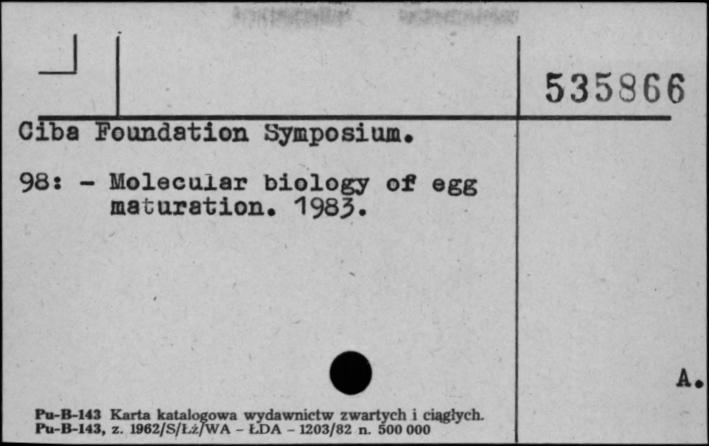 535866
Ciba Foundation Symposium.
98: - Molecular biology of egg
maturation. 1983.
A.
Pu-B-143 Karta katalogowa wydawnictw zwartych i ciągłych.
Pu-B-143, z. 1962/S/Łż/WA - ŁDA - 1203/82 n. 500 000